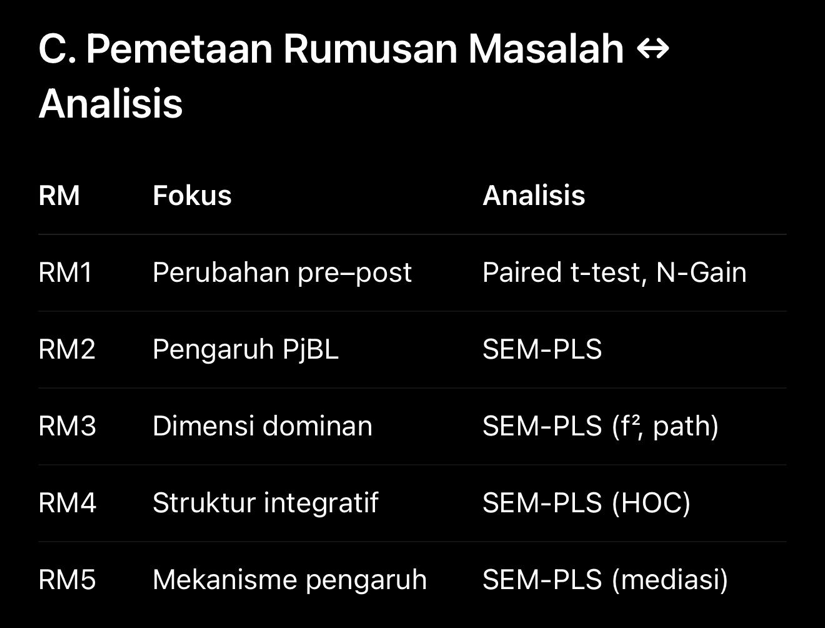 C. Pemetaan Rumusan Masalah ↔
Analisis
RM Fokus Analisis
RM1 Perubahan pre–post Paired t-test, N-Gain
RM2 Pengaruh PjBL SEM-PLS
RM3 Dimensi dominan SEM-PLS (f², path)
RM4 Struktur integratif SEM-PLS (HOC)
RM5 Mekanisme pengaruh SEM-PLS (mediasi)